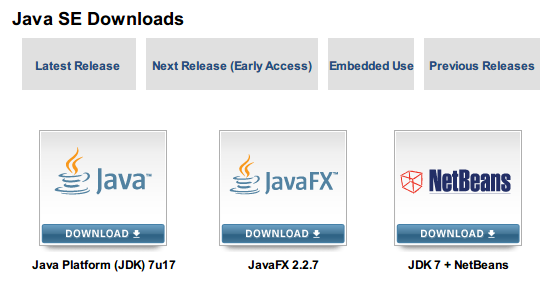 Java SE Downloads
Latest Release
Next Release (Early Access)
Embedded Use
Previous Releases
Java™
JavaFX™
NetBeans
DOWNLOAD
DOWNLOAD
DOWNLOAD
Java Platform (JDK) 7u17
JavaFX 2.2.7
JDK 7 + NetBeans